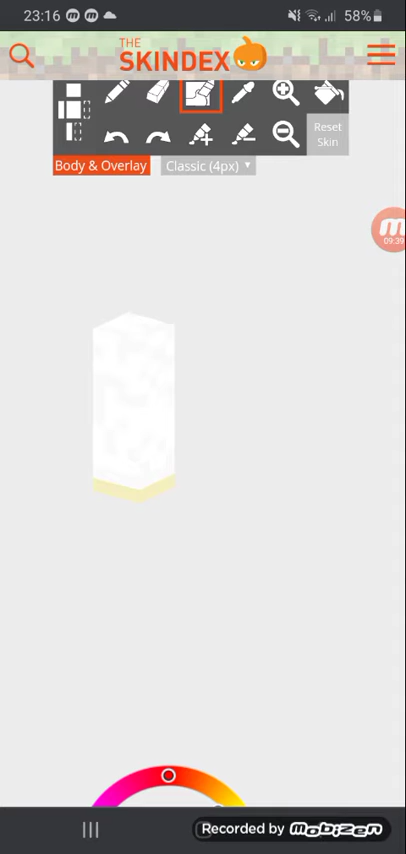 23:16
58%
THE
SKINDEX
Reset
Skin
Body & Overlay
Classic (4px)
09:39
Recorded by mobizen